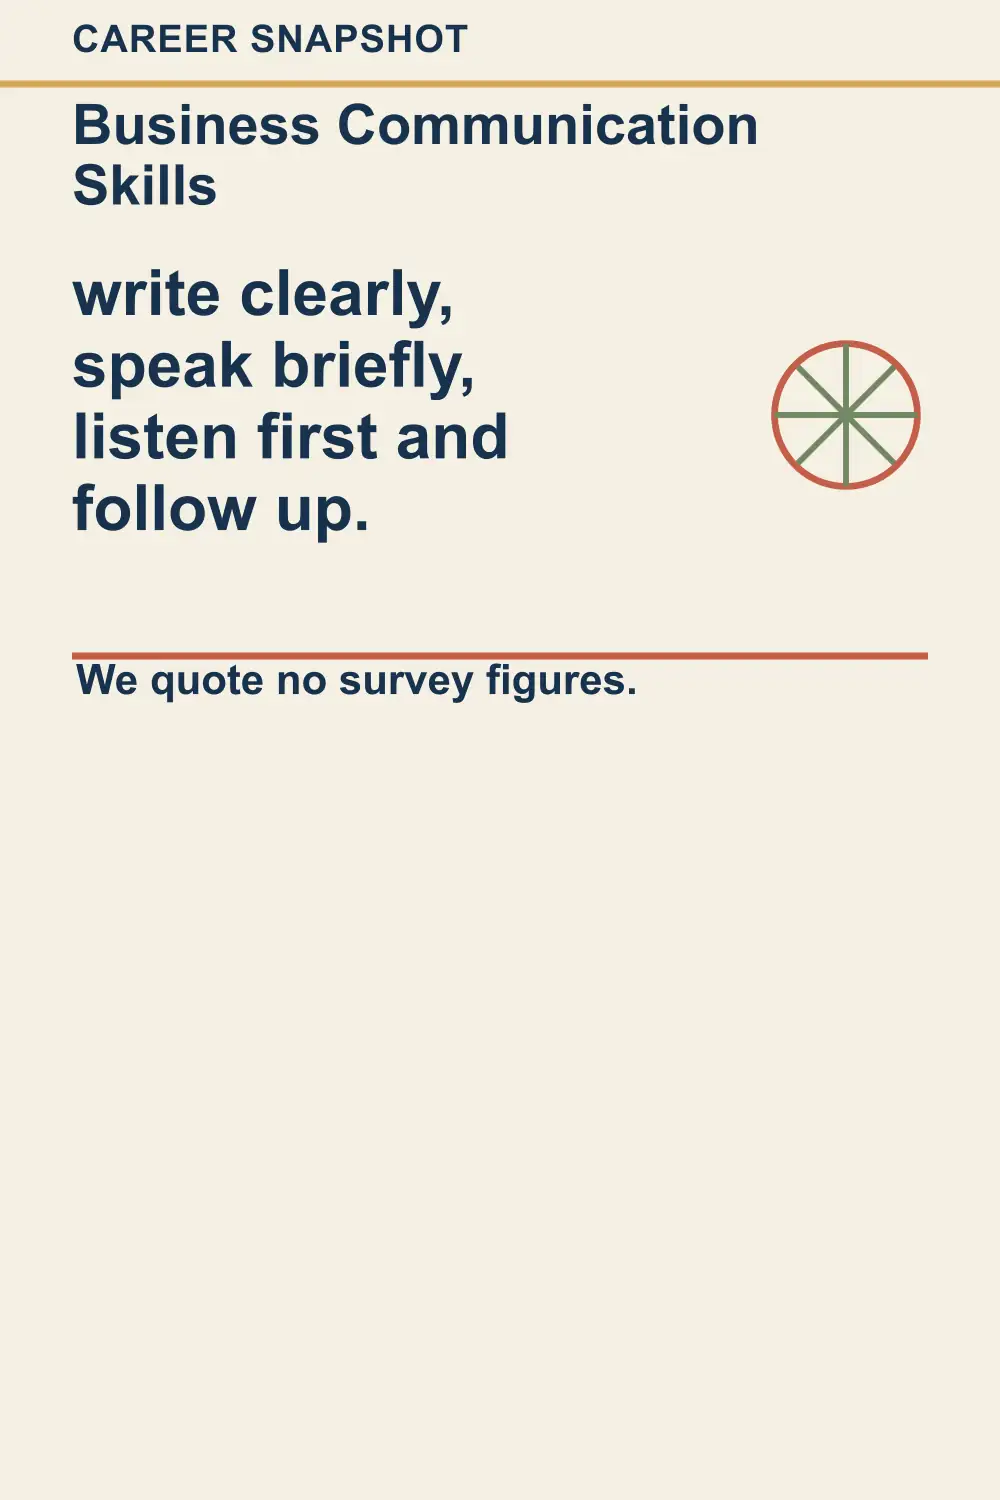 CAREER SNAPSHOT
Business Communication
Skills
write clearly,
speak briefly,
listen first and
follow up.
We quote no survey figures.